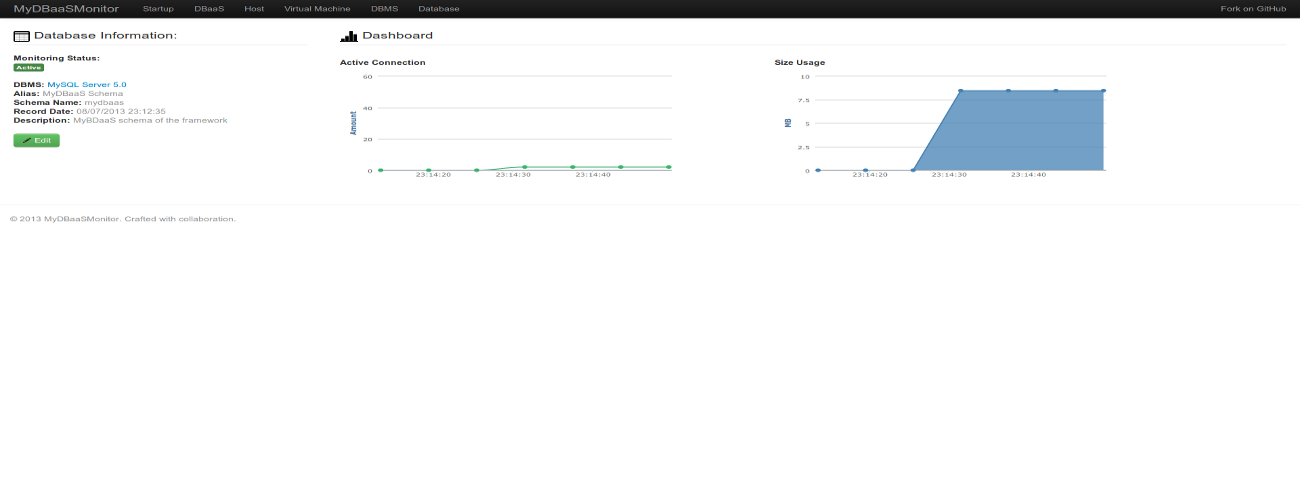 MyDBaaSMonitor Startup DBaaS Host Virtual Machine DBMS Database Fork on GitHub
Database Information:
Monitoring Status:
Active
DBMS: MySQL Server 5.0
Alias: MyDBaaS Schema
Schema Name: mydbaas
Record Date: 08/07/2013 23:12:35
Description: MyBDaaS schema of the framework
Edit
Dashboard
Active Connection
60
40
20
0
Amount
23:14:20 23:14:30 23:14:40
Size Usage
10
7.5
5
2.5
0
MB
23:14:20 23:14:30 23:14:40
© 2013 MyDBaaSMonitor. Crafted with collaboration.